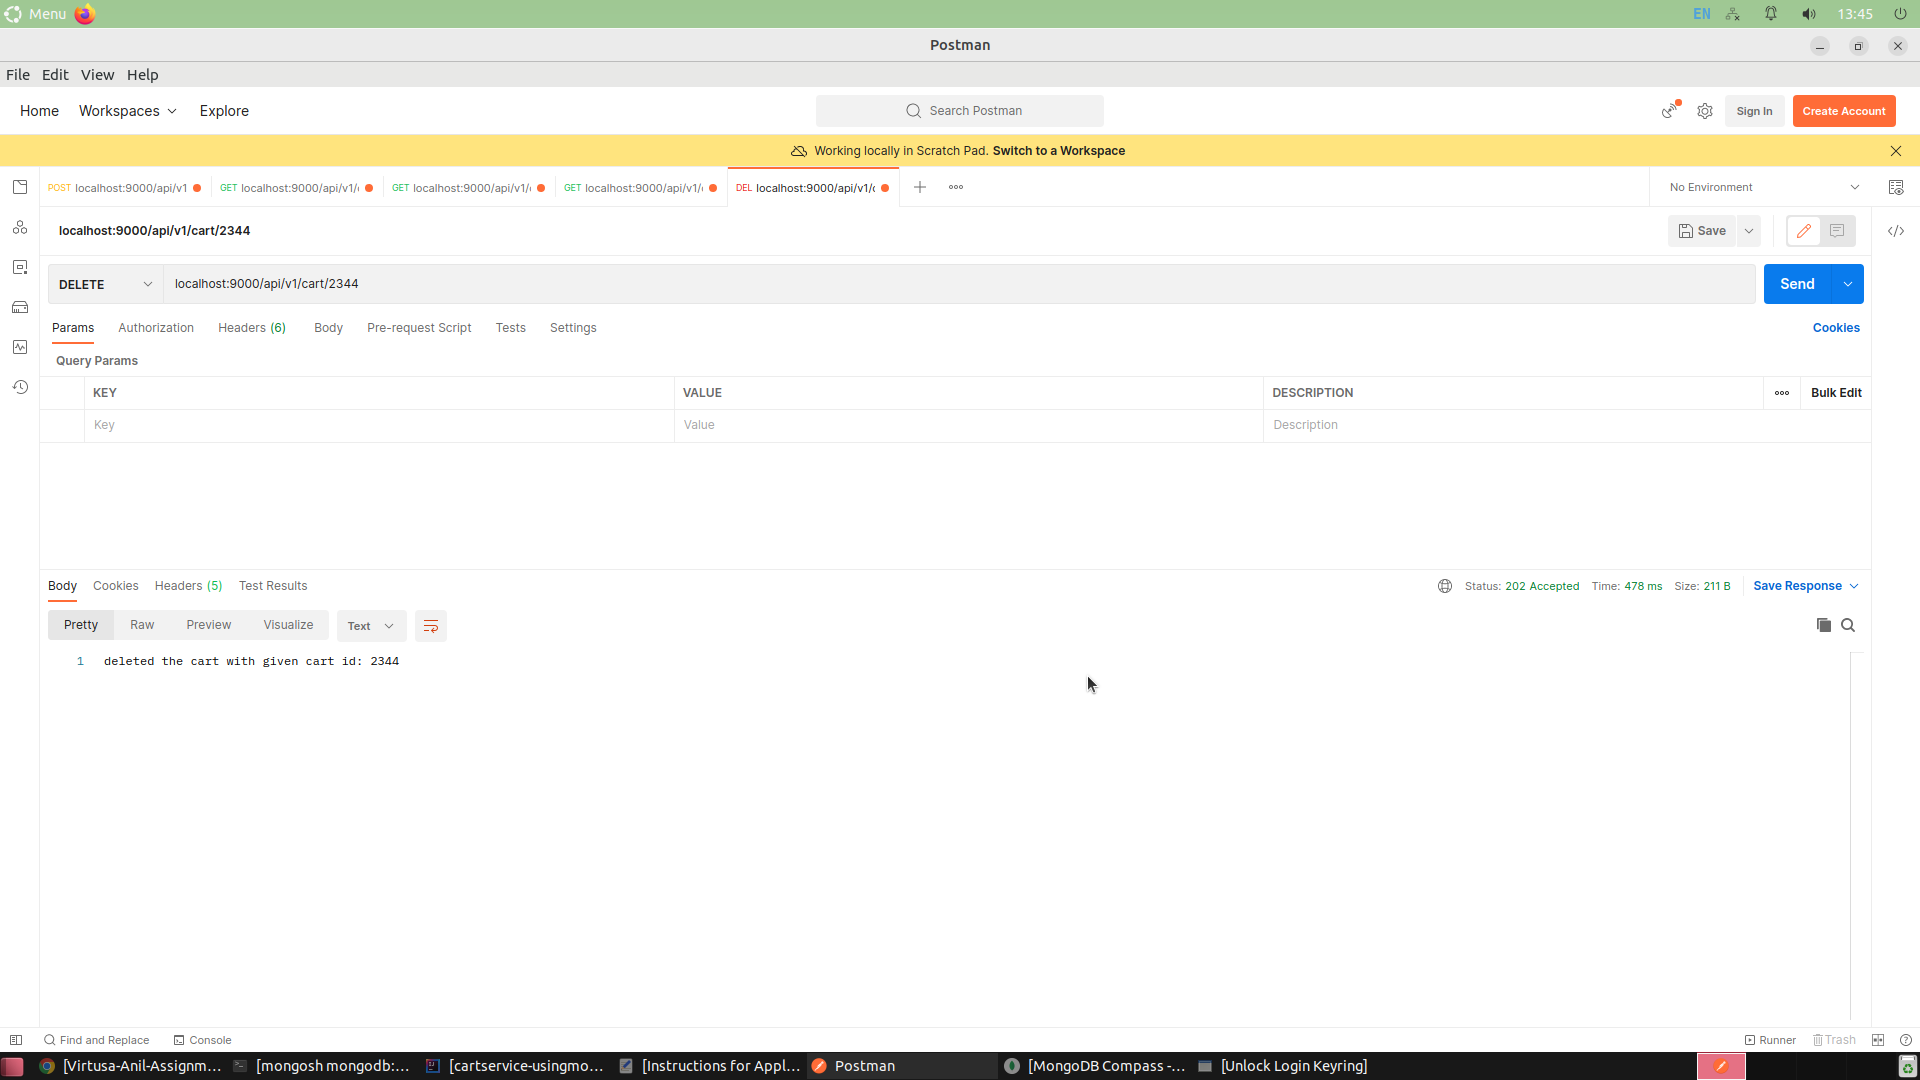 Menu EN 13:45
Postman
File Edit View Help
Home Workspaces Explore Search Postman Sign In Create Account
Working locally in Scratch Pad. Switch to a Workspace
POST localhost:9000/api/v1 GET localhost:9000/api/v1/ GET localhost:9000/api/v1/ GET localhost:9000/api/v1/ DEL localhost:9000/api/v1/c No Environment
localhost:9000/api/v1/cart/2344 Save
DELETE localhost:9000/api/v1/cart/2344 Send
Params Authorization Headers (6) Body Pre-request Script Tests Settings Cookies
Query Params
KEY VALUE DESCRIPTION Bulk Edit
Key Value Description
Body Cookies Headers (5) Test Results Status: 202 Accepted Time: 478 ms Size: 211 B Save Response
Pretty Raw Preview Visualize Text
1 deleted the cart with given cart id: 2344
Find and Replace Console Runner Trash
[Virtusa-Anil-Assignm... [mongosh mongodb:... [cartservice-usingmo... [Instructions for Appl... Postman [MongoDB Compass -... [Unlock Login Keyring]